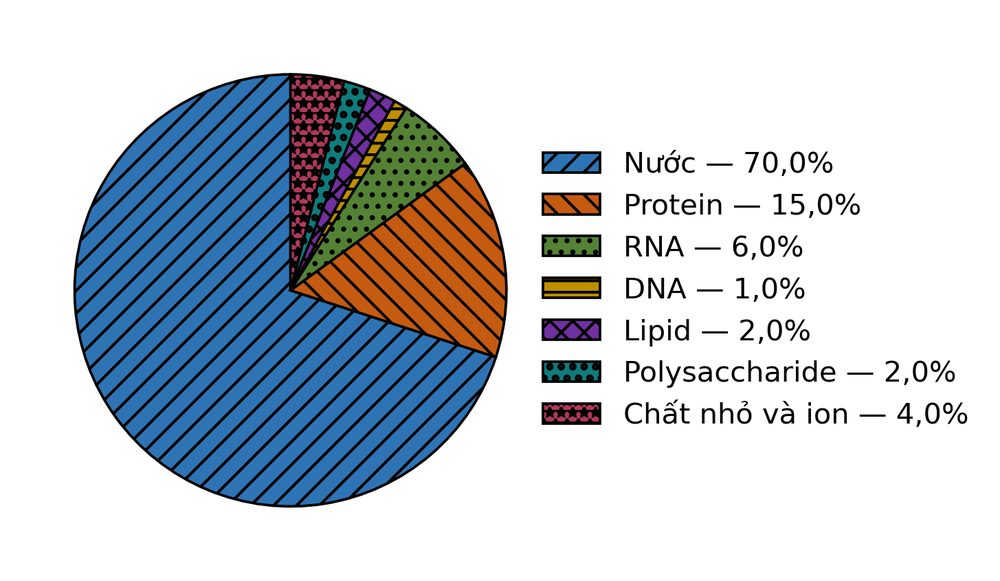 Nước — 70,0%
Protein — 15,0%
RNA — 6,0%
DNA — 1,0%
Lipid — 2,0%
Polysaccharide — 2,0%
Chất nhỏ và ion — 4,0%